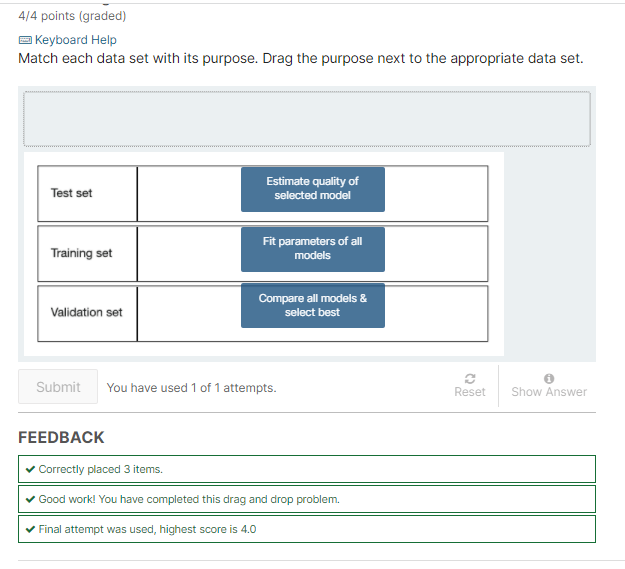 4/4 points (graded)
Keyboard Help
Match each data set with its purpose. Drag the purpose next to the appropriate data set.
Test set
Estimate quality of
selected model
Training set
Fit parameters of all
models
Validation set
Compare all models &
select best
Submit
You have used 1 of 1 attempts.
Reset
Show Answer
FEEDBACK
Correctly placed 3 items.
Good work! You have completed this drag and drop problem.
Final attempt was used, highest score is 4.0